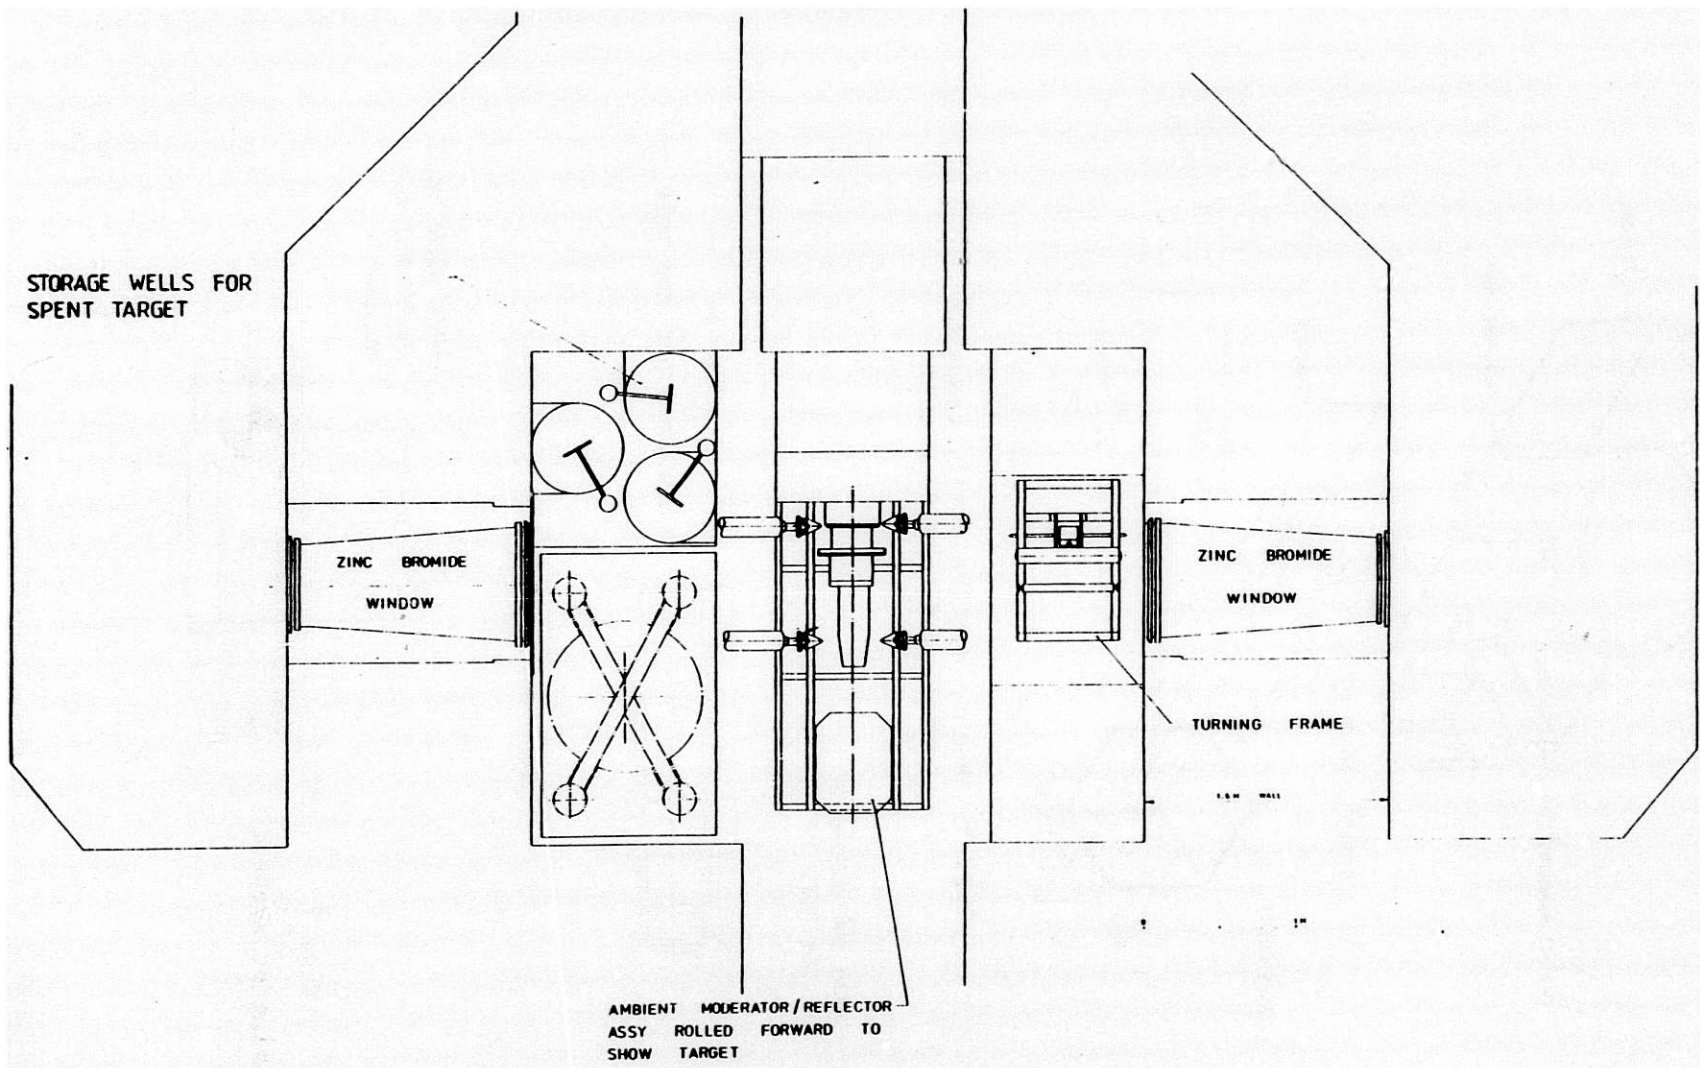 STORAGE WELLS FOR
SPENT TARGET
ZINC BROMIDE
WINDOW
ZINC BROMIDE
WINDOW
TURNING FRAME
WALL
AMBIENT MODERATOR/REFLECTOR
ASSY ROLLED FORWARD TO
SHOW TARGET